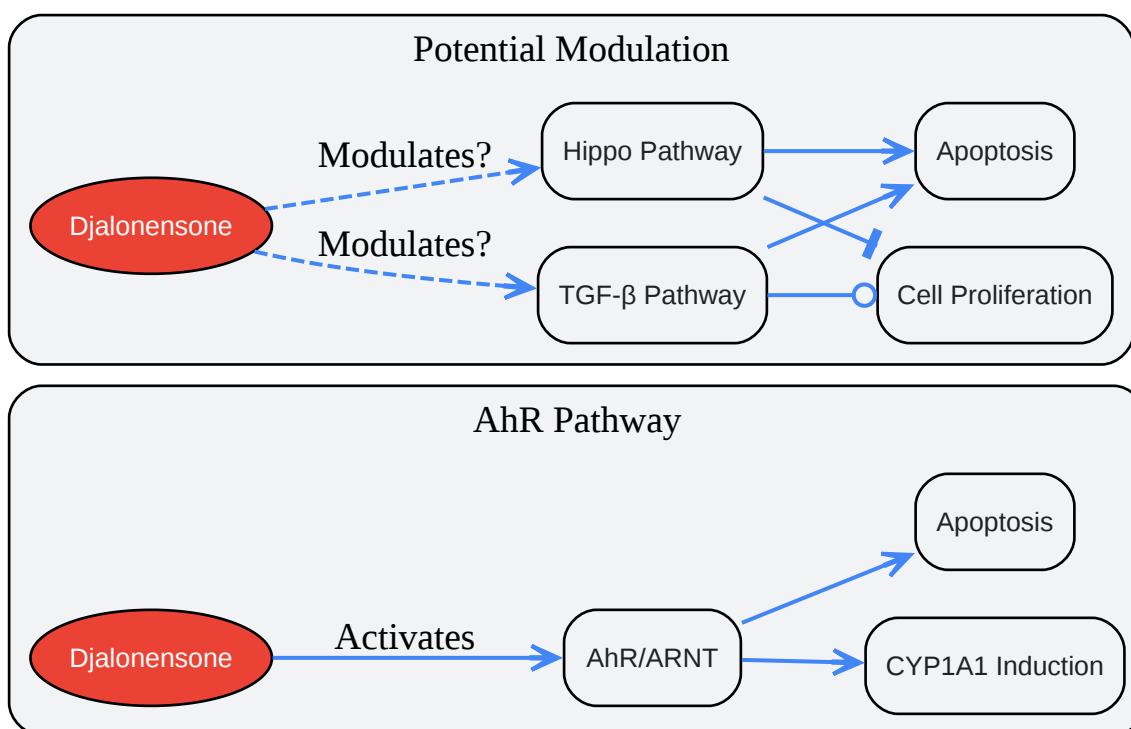 Potential Modulation
Modulates?
Hippo Pathway
Apoptosis
Djalonensone
Modulates?
TGF-β Pathway
Cell Proliferation
AhR Pathway
Apoptosis
Djalonensone
Activates
AhR/ARNT
CYP1A1 Induction